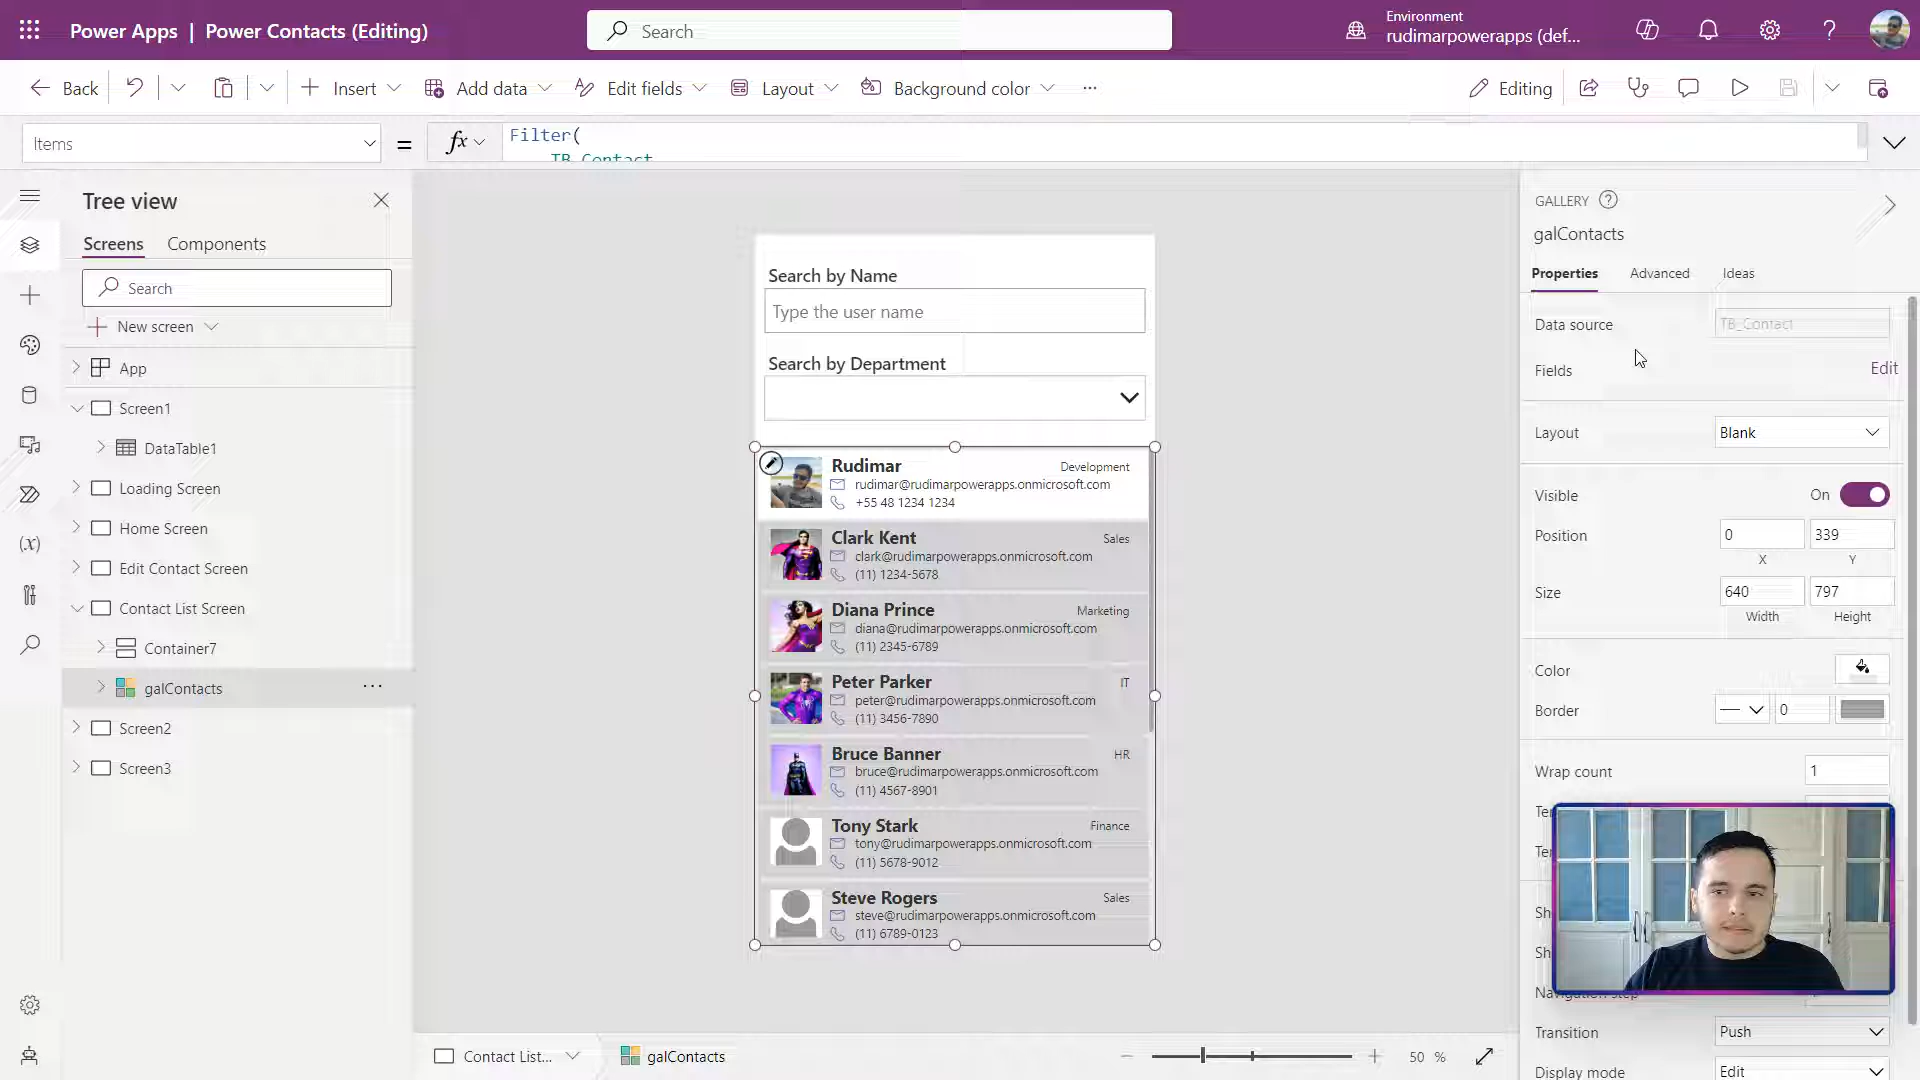 Power Apps | Power Contacts (Editing)
Search
Environment
rudimarpowerapps (def...
Back
Insert
Add data
Edit fields
Layout
Background color
...
Editing
Items
=
fx
Filter(
TB_Contact
Tree view
Screens
Components
Search
New screen
App
Screen1
DataTable1
Loading Screen
Home Screen
Edit Contact Screen
Contact List Screen
Container7
galContacts
...
Screen2
Screen3
Search by Name
Type the user name
Search by Department
Rudimar
Development
rudimar@rudimarpowerapps.onmicrosoft.com
+55 48 1234 1234
Clark Kent
Sales
clark@rudimarpowerapps.onmicrosoft.com
(11) 1234-5678
Diana Prince
Marketing
diana@rudimarpowerapps.onmicrosoft.com
(11) 2345-6789
Peter Parker
IT
peter@rudimarpowerapps.onmicrosoft.com
(11) 3456-7890
Bruce Banner
HR
bruce@rudimarpowerapps.onmicrosoft.com
(11) 4567-8901
Tony Stark
Finance
tony@rudimarpowerapps.onmicrosoft.com
(11) 5678-9012
Steve Rogers
Sales
steve@rudimarpowerapps.onmicrosoft.com
(11) 6789-0123
Contact List...
galContacts
50 %
GALLERY
galContacts
Properties
Advanced
Ideas
Data source
TB_Contact
Fields
Edit
Layout
Blank
Visible
On
Position
0
339
X
Y
Size
640
797
Width
Height
Color
Border
0
Wrap count
1
Transition
Push
Display mode
Edit